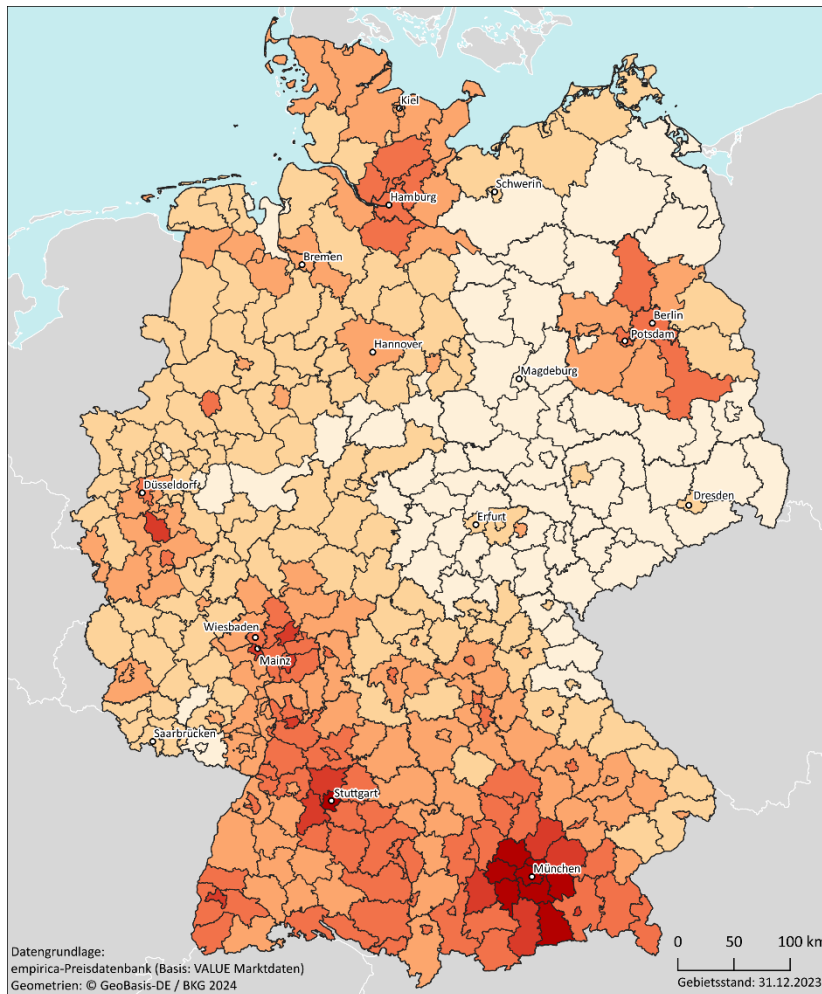 Kiel
Schwerin
Hamburg
Bremen
Berlin
Potsdam
Hannover
Magdeburg
Düsseldorf
Dresden
Erfurt
Wiesbaden
Mainz
Saarbrücken
Stuttgart
München
Datengrundlage:
empirica-Preisdatenbank (Basis: VALUE Marktdaten)
Geometrien: © GeoBasis-DE / BKG 2024
0 50 100 km
Gebietsstand: 31.12.2023